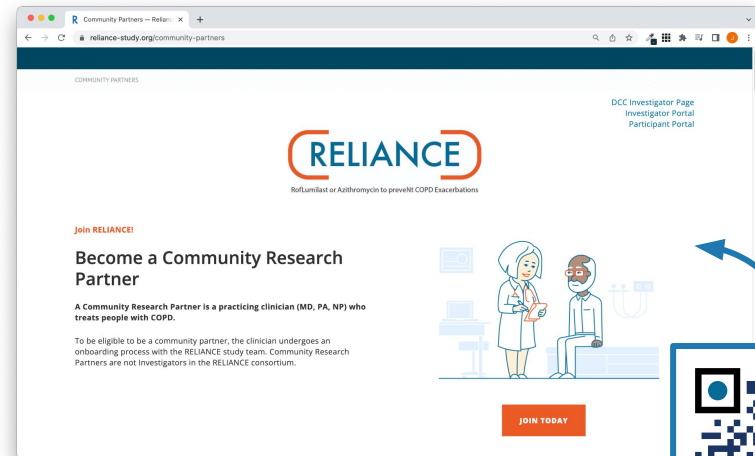 R Community Partners — Relian
reliance-study.org/community-partners
J
COMMUNITY PARTNERS
DCC Investigator Page
Investigator Portal
Participant Portal
RELIANCE
RofLumilast or Azithromycin to preveNt COPD Exacerbations
Join RELIANCE!
Become a Community Research
Partner
A Community Research Partner is a practicing clinician (MD, PA, NP) who
treats people with COPD.
To be eligible to be a community partner, the clinician undergoes an
onboarding process with the RELIANCE study team. Community Research
Partners are not Investigators in the RELIANCE consortium.
JOIN TODAY